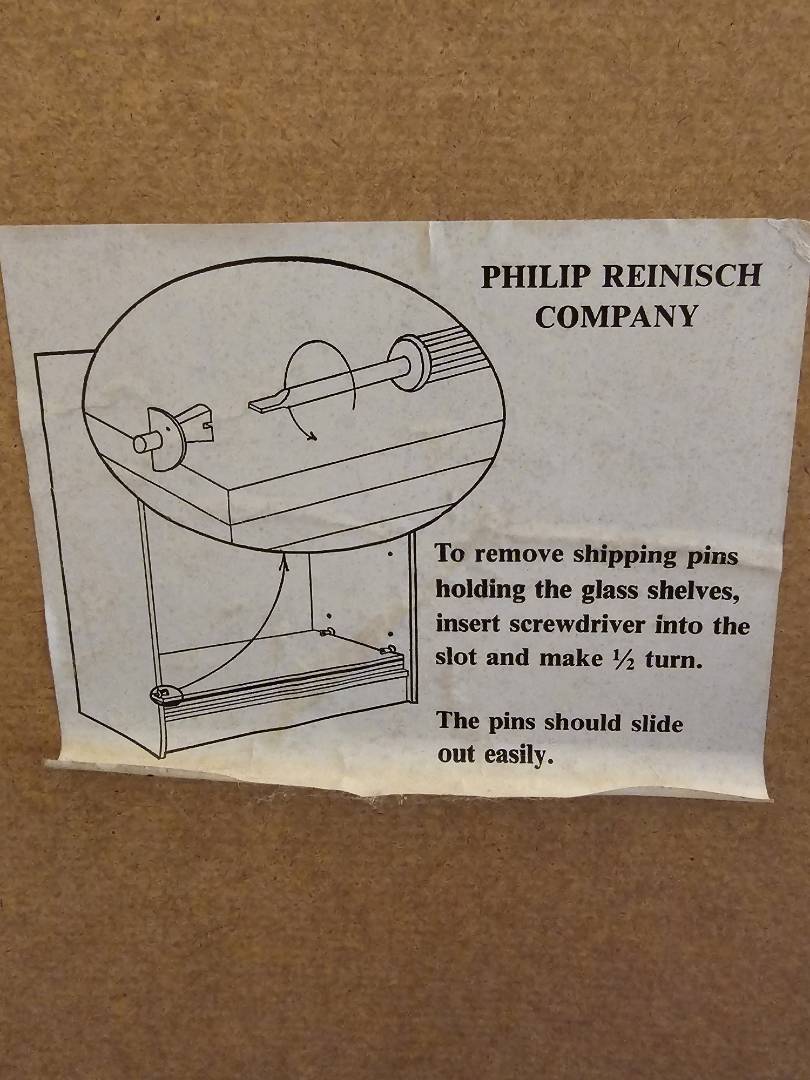 PHILIP REINISCH
COMPANY
To remove shipping pins
holding the glass shelves,
insert screwdriver into the
slot and make ½ turn.
The pins should slide
out easily.